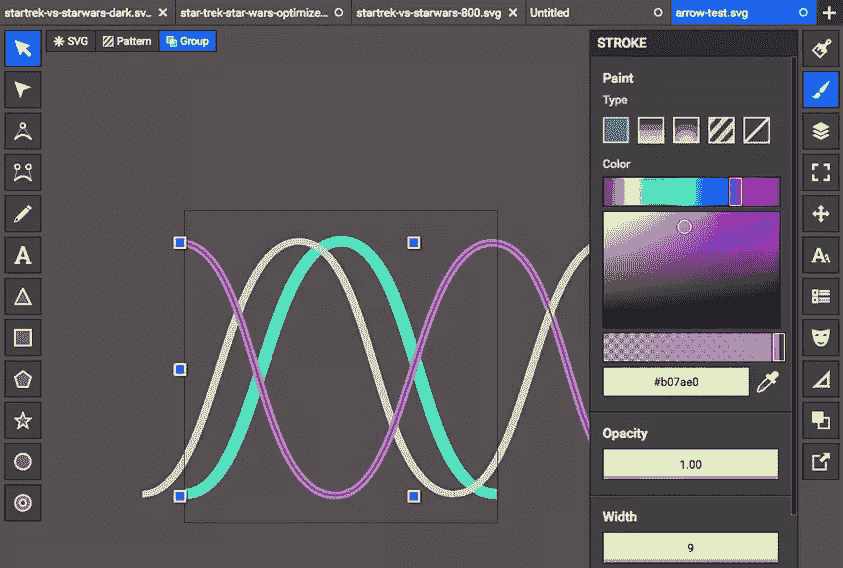 startrek-vs-starwars-dark.sv..
star-trek-star-wars-optimize...
startrek-vs-starwars-800.svg
Untitled
arrow-test.svg
SVG
Pattern
Group
STROKE
Paint
Type
Color
#b07ae0
Opacity
1.00
Width
9